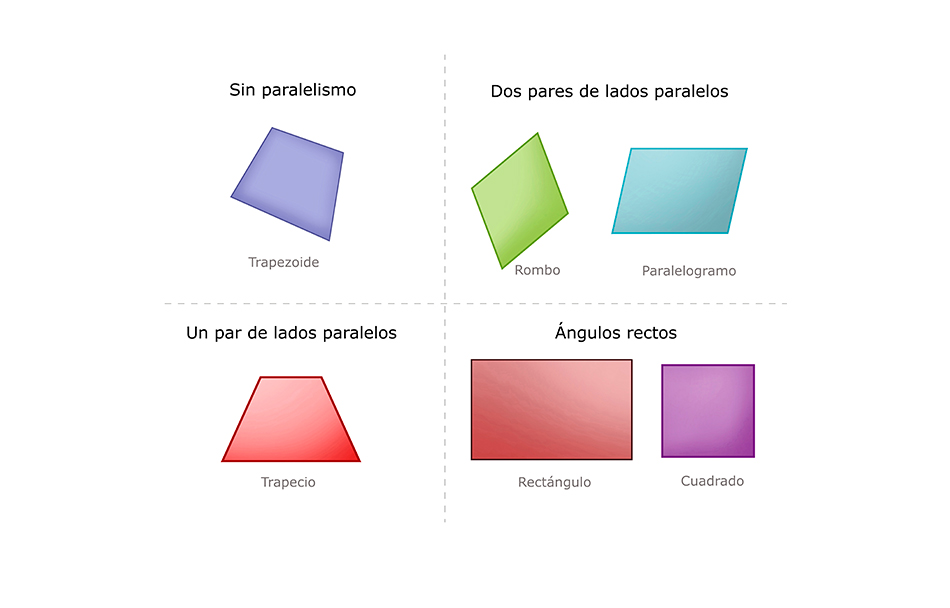 Sin paralelismo
Trapezoide
Dos pares de lados paralelos
Rombo
Paralelogramo
Un par de lados paralelos
Trapecio
Ángulos rectos
Rectángulo
Cuadrado